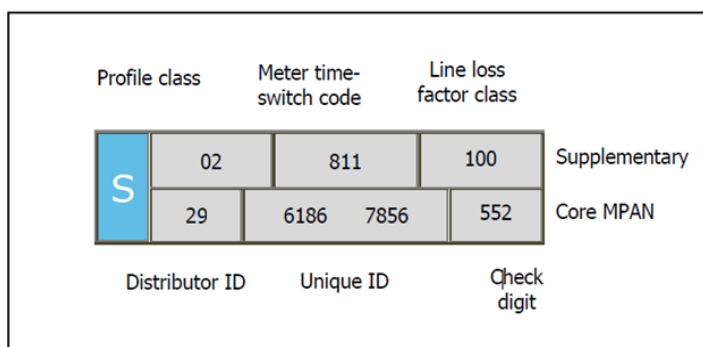 Profile class
Meter time-
switch code
Line loss
factor class
S
02
811
100
Supplementary
29
6186 7856
552
Core MPAN
Distributor ID
Unique ID
Check
digit